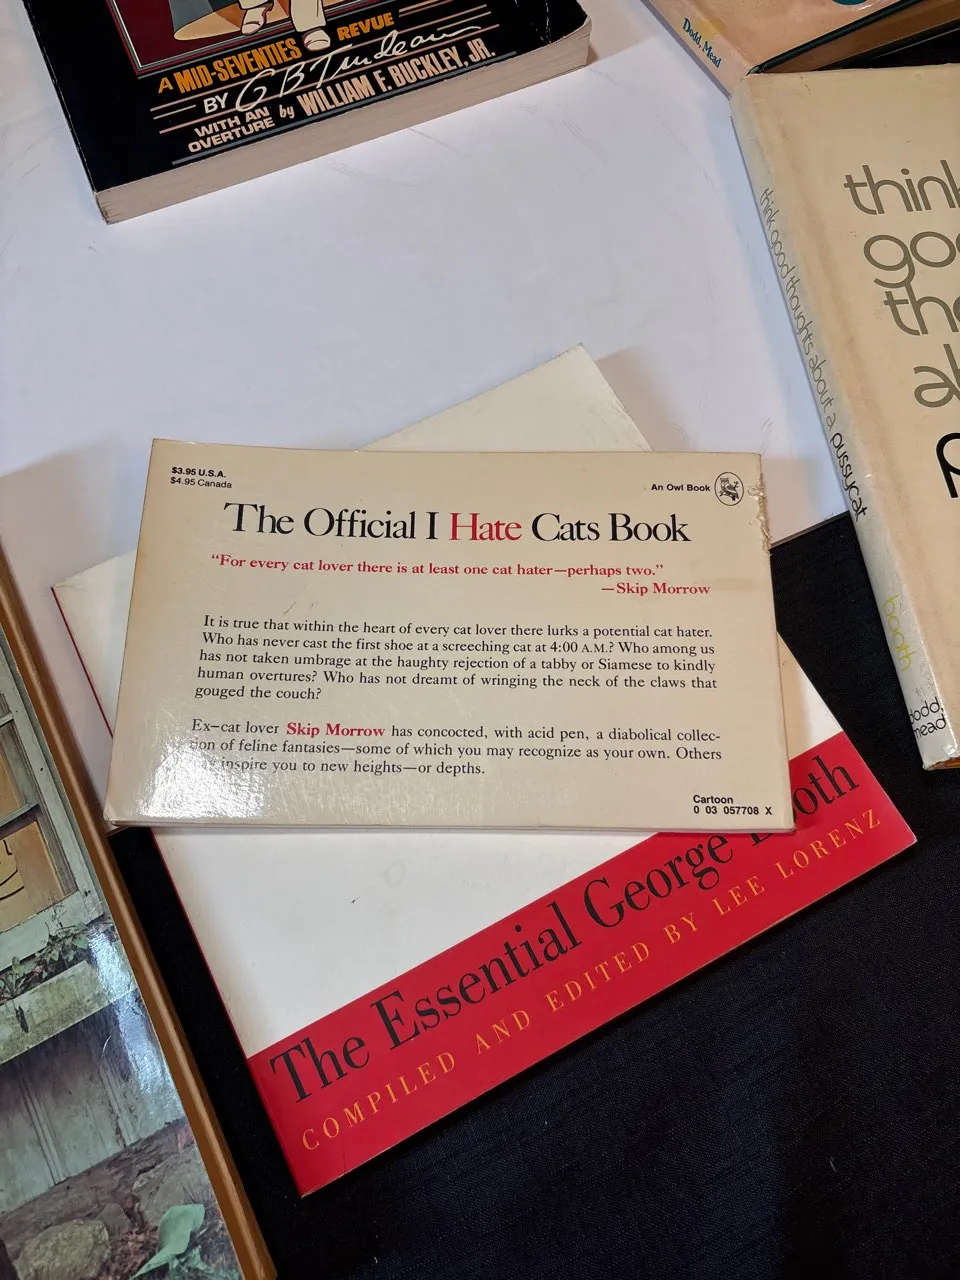 A MID-SEVENTIES REVUE
BY GBTrudeau
WITH AN OVERTURE by WILLIAM F. BUCKLEY, JR.
Dodd, Mead
think
goo
the
ab
think good thoughts about a pussycat
booth
dodd mead
$3.95 U.S.A.
$4.95 Canada
An Owl Book
The Official I Hate Cats Book
“For every cat lover there is at least one cat hater—perhaps two.”
—Skip Morrow
It is true that within the heart of every cat lover there lurks a potential cat hater.
Who has never cast the first shoe at a screeching cat at 4:00 A.M.? Who among us
has not taken umbrage at the haughty rejection of a tabby or Siamese to kindly
human overtures? Who has not dreamt of wringing the neck of the claws that
gouged the couch?
Ex–cat lover Skip Morrow has concocted, with acid pen, a diabolical collec-
tion of feline fantasies—some of which you may recognize as your own. Others
may inspire you to new heights—or depths.
Cartoon
0 03 057708 X
The Essential George Booth
COMPILED AND EDITED BY LEE LORENZ